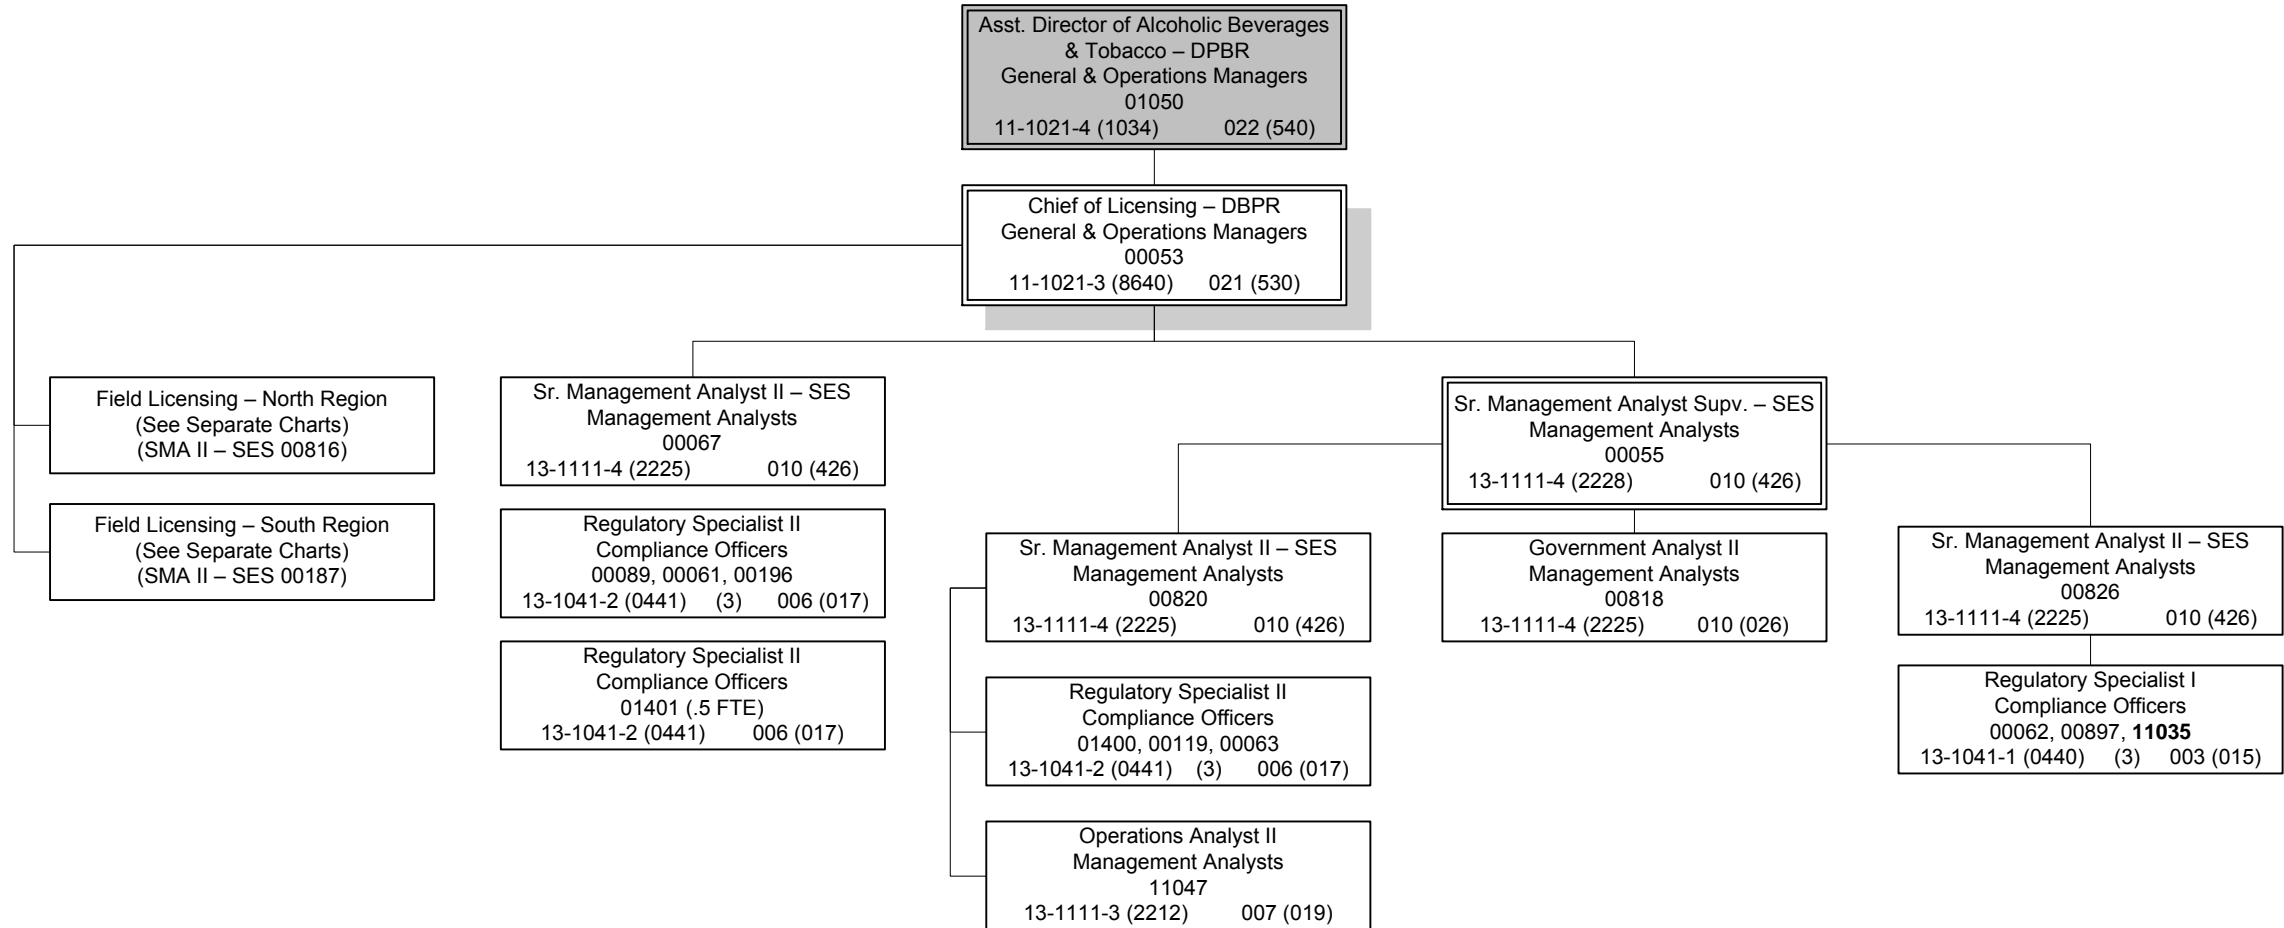 Asst. Director of Alcoholic Beverages
& Tobacco – DPBR
General & Operations Managers
01050
11-1021-4 (1034) 022 (540)
Chief of Licensing – DBPR
General & Operations Managers
00053
11-1021-3 (8640) 021 (530)
Field Licensing – North Region
(See Separate Charts)
(SMA II – SES 00816)
Field Licensing – South Region
(See Separate Charts)
(SMA II – SES 00187)
Sr. Management Analyst II – SES
Management Analysts
00067
13-1111-4 (2225) 010 (426)
Regulatory Specialist II
Compliance Officers
00089, 00061, 00196
13-1041-2 (0441) (3) 006 (017)
Regulatory Specialist II
Compliance Officers
01401 (.5 FTE)
13-1041-2 (0441) 006 (017)
Sr. Management Analyst Supv. – SES
Management Analysts
00055
13-1111-4 (2228) 010 (426)
Sr. Management Analyst II – SES
Management Analysts
00820
13-1111-4 (2225) 010 (426)
Regulatory Specialist II
Compliance Officers
01400, 00119, 00063
13-1041-2 (0441) (3) 006 (017)
Operations Analyst II
Management Analysts
11047
13-1111-3 (2212) 007 (019)
Government Analyst II
Management Analysts
00818
13-1111-4 (2225) 010 (026)
Sr. Management Analyst II – SES
Management Analysts
00826
13-1111-4 (2225) 010 (426)
Regulatory Specialist I
Compliance Officers
00062, 00897, 11035
13-1041-1 (0440) (3) 003 (015)